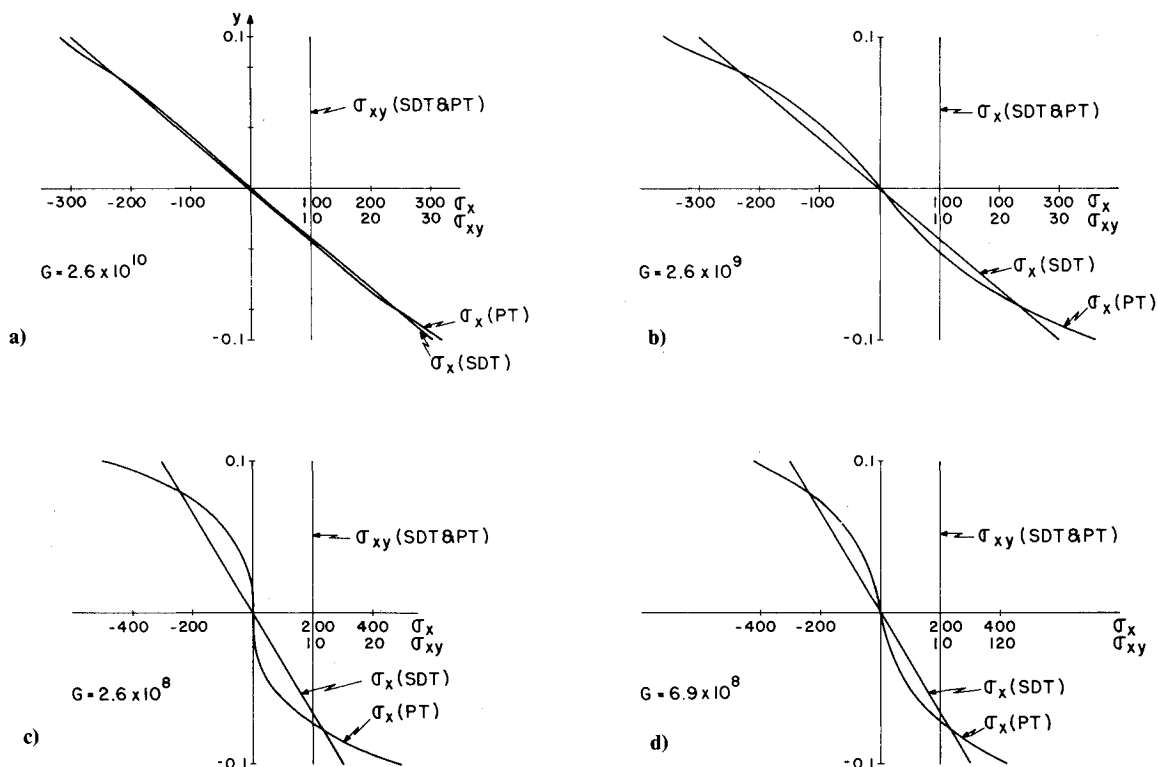 y
0.1
σxy (SDT&PT)
-300 -200 -100 100 200 300 σx
10 20 30 σxy
G = 2.6 x 10^10
σx (PT)
-0.1
σx (SDT)
a)
0.1
σx (SDT&PT)
-300 -200 -100 100 200 300 σx
10 20 30 σxy
G = 2.6 x 10^9
σx (SDT)
σx (PT)
-0.1
b)
0.1
σxy (SDT&PT)
-400 -200 200 400 σx
10 20 σxy
G = 2.6 x 10^8
σx (SDT)
σx (PT)
-0.1
c)
0.1
σxy (SDT&PT)
-400 -200 200 400 σx
10 120 σxy
G = 6.9 x 10^8
σx (SDT)
σx (PT)
-0.1
d)